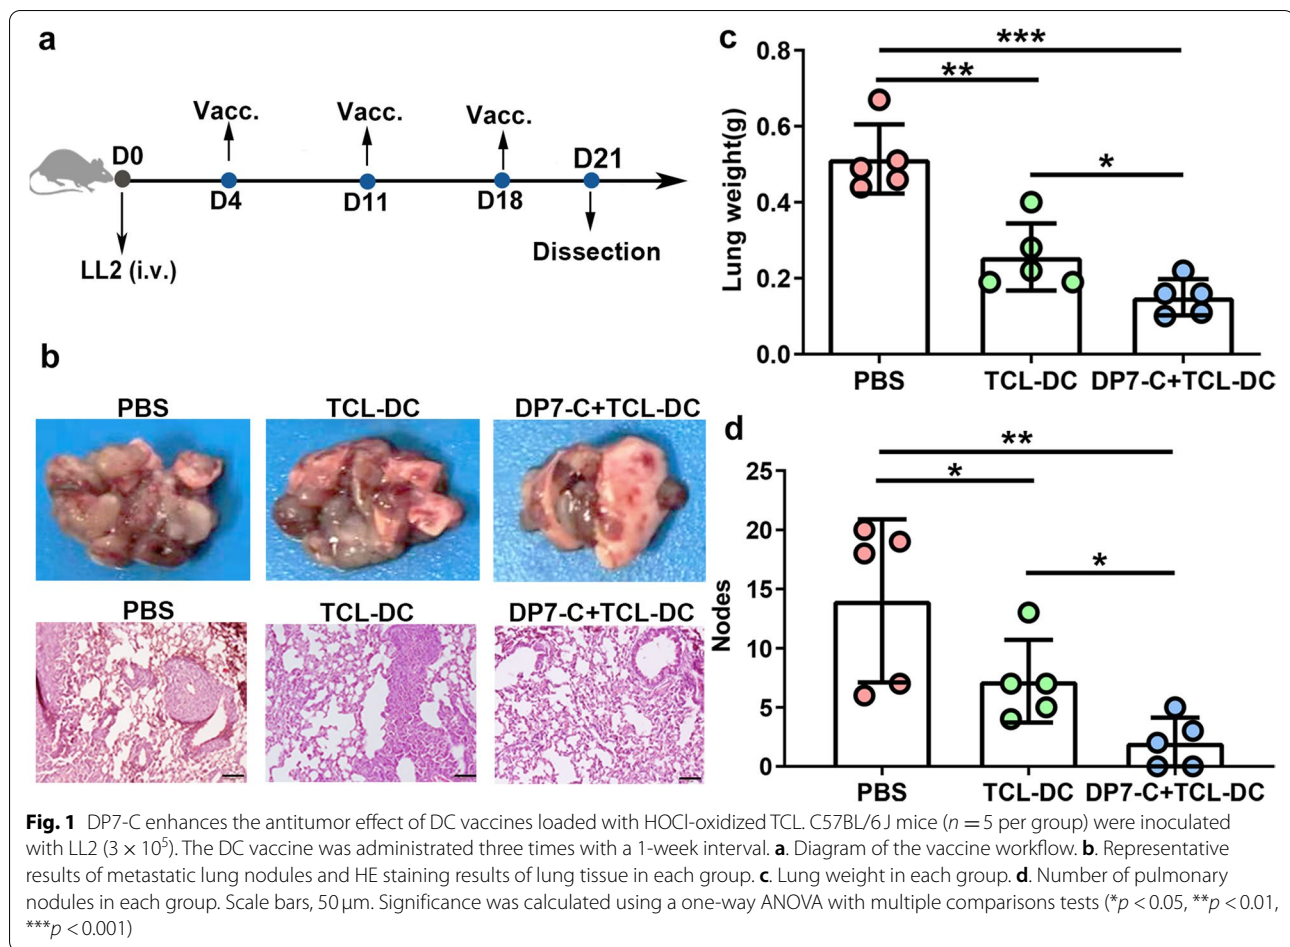 a
Vacc.
Vacc.
Vacc.
D0
D21
D4
D11
D18
LL2 (i.v.)
Dissection
b
PBS
TCL-DC
DP7-C+TCL-DC
PBS
TCL-DC
DP7-C+TCL-DC
c
***
**
*
Lung weight(g)
0.8
0.6
0.4
0.2
0.0
PBS
TCL-DC
DP7-C+TCL-DC
d
**
*
*
Nodes
25
20
15
10
5
0
PBS
TCL-DC
DP7-C+TCL-DC
Fig. 1 DP7-C enhances the antitumor effect of DC vaccines loaded with HOCl-oxidized TCL. C57BL/6 J mice (n = 5 per group) were inoculated
with LL2 (3 × 10⁵). The DC vaccine was administrated three times with a 1-week interval. a. Diagram of the vaccine workflow. b. Representative
results of metastatic lung nodules and HE staining results of lung tissue in each group. c. Lung weight in each group. d. Number of pulmonary
nodules in each group. Scale bars, 50 μm. Significance was calculated using a one-way ANOVA with multiple comparisons tests (*p < 0.05, **p < 0.01,
***p < 0.001)